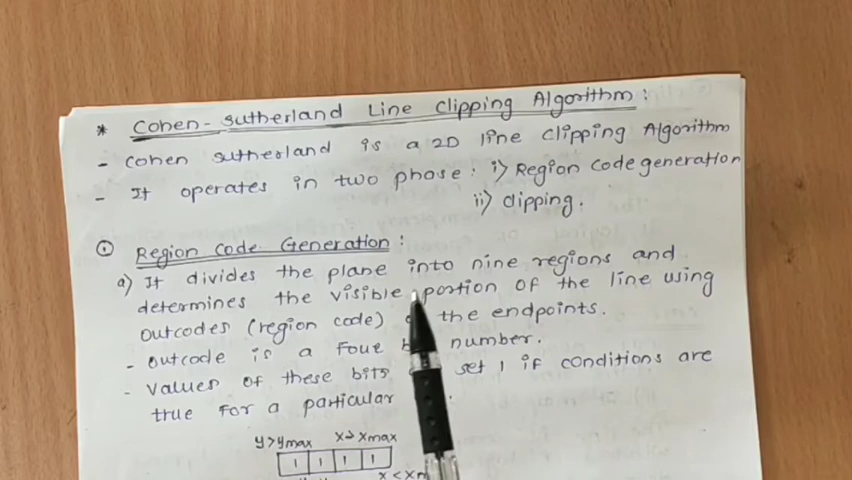 * Cohen-Sutherland Line Clipping Algorithm :
- Cohen Sutherland is a 2D line clipping Algorithm
- It operates in two phase : i) Region code generation
ii) clipping.
① Region Code Generation :
a) It divides the plane into nine regions and
determines the visible portion of the line using
outcodes (region code) the endpoints.
- outcode is a Four number.
- values of these bits set 1 if conditions are
true for a particular
y>ymax x>xmax
1 1 1 1